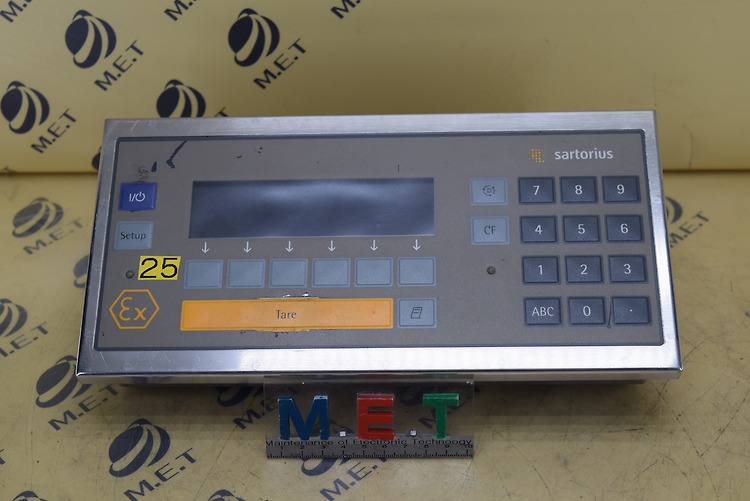 M.E.T
M.E.T
M.E.T
M.E.T
M.E.T
sartorius
I/⏻
7 8 9
Setup
CF
4 5 6
↓ ↓ ↓ ↓ ↓ ↓
25
1 2 3
Ex
Tare
ABC 0 .
M.E.T
Maintenance of Electronic Technology
M.E.T
M.E.T
M.E.T
M.E.T
M.E.T